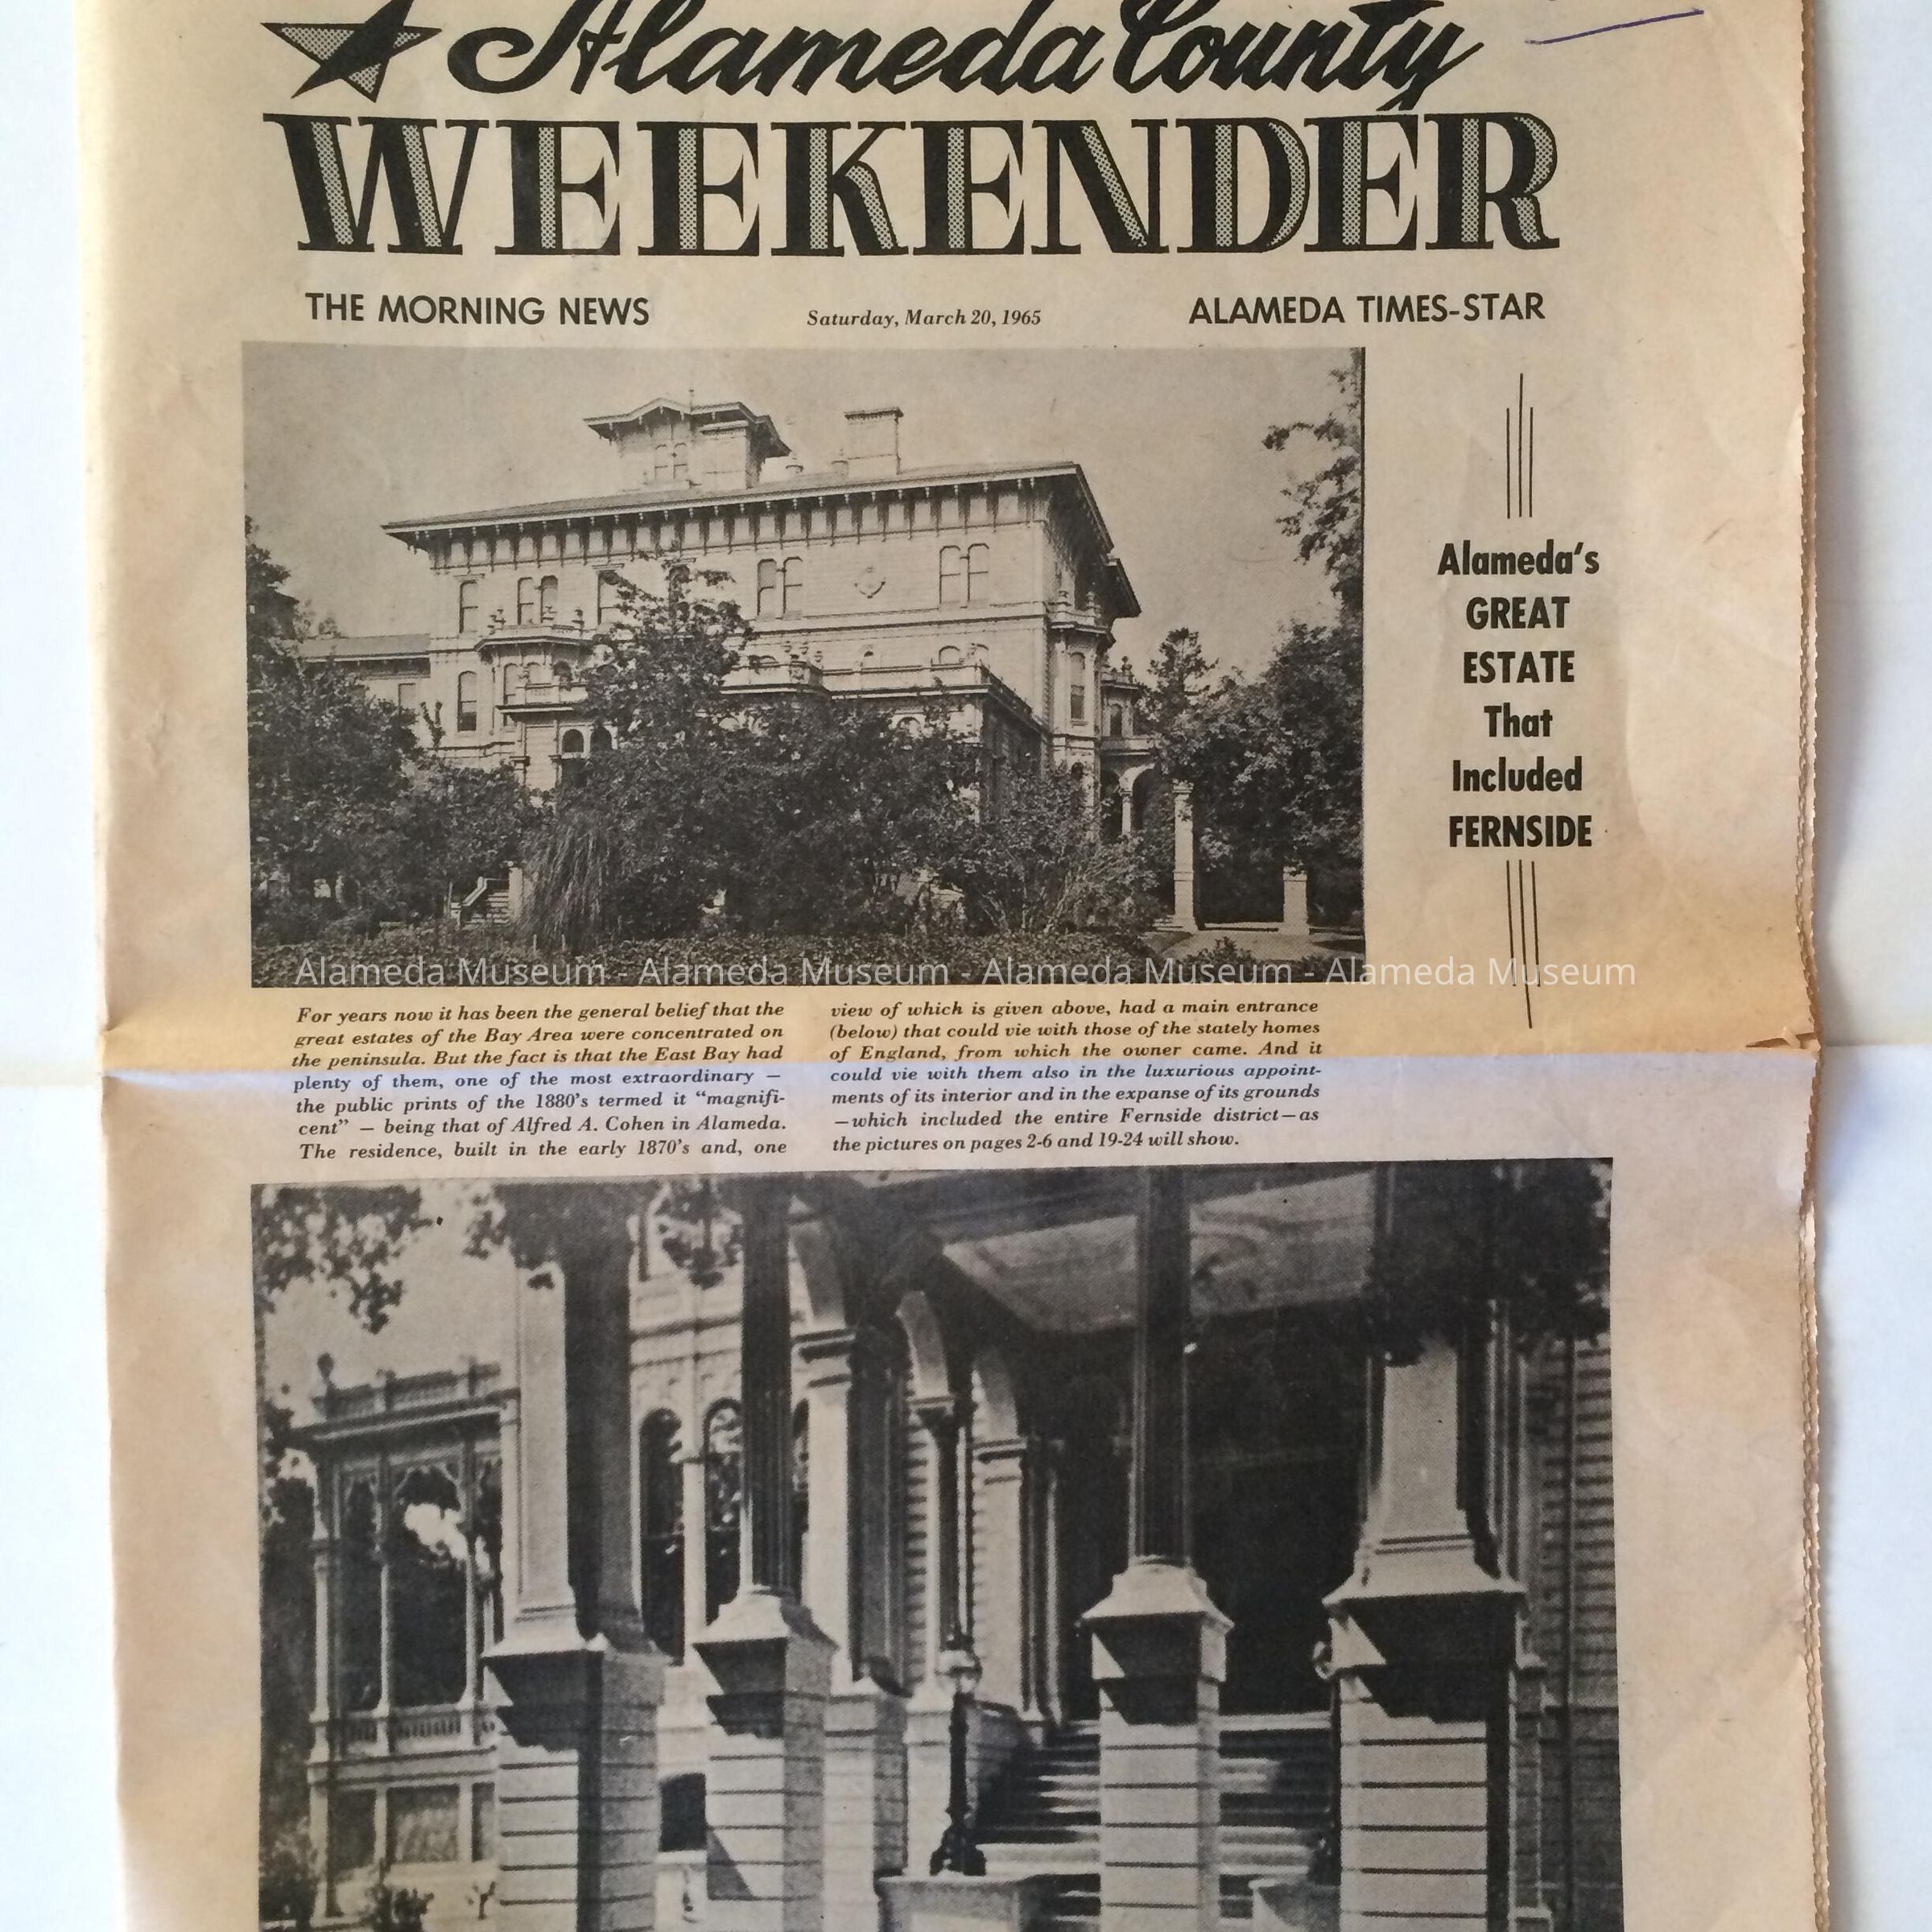 Alameda County
WEEKENDER
THE MORNING NEWS
Saturday, March 20, 1965
ALAMEDA TIMES-STAR
Alameda's
GREAT
ESTATE
That
Included
FERNSIDE
Alameda Museum - Alameda Museum - Alameda Museum - Alameda Museum
For years now it has been the general belief that the
great estates of the Bay Area were concentrated on
the peninsula. But the fact is that the East Bay had
plenty of them, one of the most extraordinary —
the public prints of the 1880's termed it "magnifi-
cent" — being that of Alfred A. Cohen in Alameda.
The residence, built in the early 1870's and, one
view of which is given above, had a main entrance
(below) that could vie with those of the stately homes
of England, from which the owner came. And it
could vie with them also in the luxurious appoint-
ments of its interior and in the expanse of its grounds
—which included the entire Fernside district—as
the pictures on pages 2-6 and 19-24 will show.